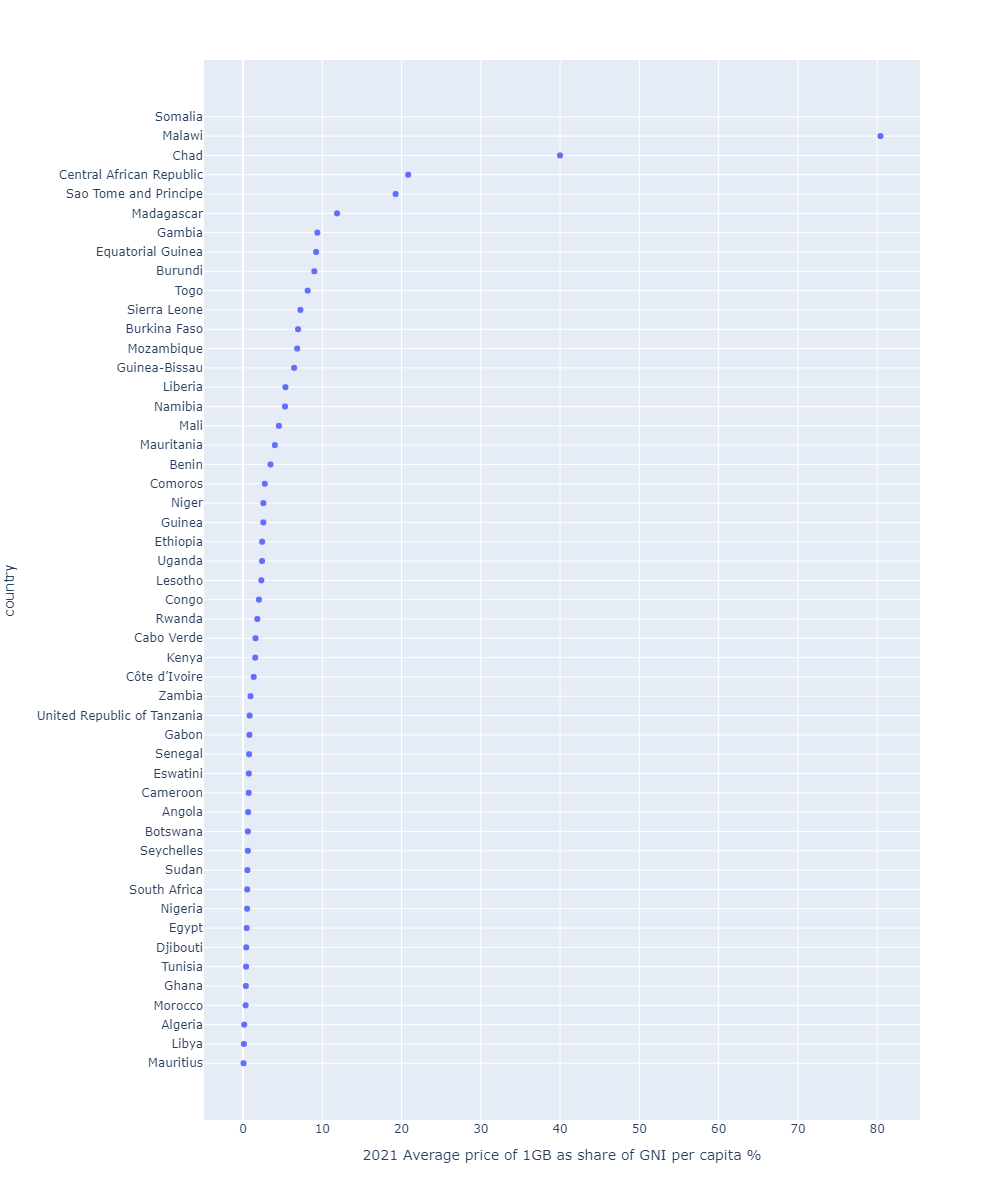 Somalia
Malawi
Chad
Central African Republic
Sao Tome and Principe
Madagascar
Gambia
Equatorial Guinea
Burundi
Togo
Sierra Leone
Burkina Faso
Mozambique
Guinea-Bissau
Liberia
Namibia
Mali
Mauritania
Benin
Comoros
Niger
Guinea
Ethiopia
Uganda
Lesotho
Congo
Rwanda
Cabo Verde
Kenya
Côte d’Ivoire
Zambia
United Republic of Tanzania
Gabon
Senegal
Eswatini
Cameroon
Angola
Botswana
Seychelles
Sudan
South Africa
Nigeria
Egypt
Djibouti
Tunisia
Ghana
Morocco
Algeria
Libya
Mauritius
country
0 10 20 30 40 50 60 70 80
2021 Average price of 1GB as share of GNI per capita %